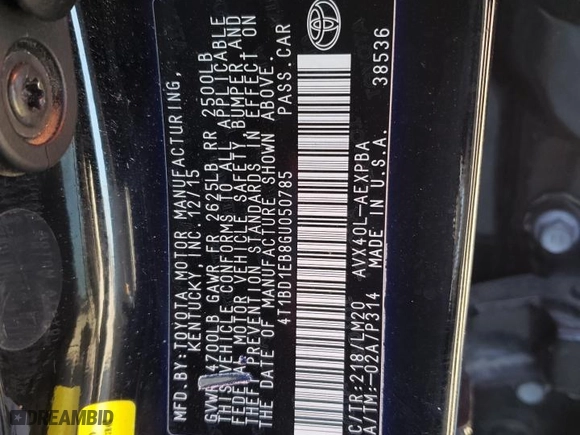 MFD.BY:TOYOTA MOTOR MANUFACTURING,
KENTUCKY, INC. 12/15
GVWR 4700LB GAWR FR 2625LB RR 2500LB
THIS VEHICLE CONFORMS TO ALL APPLICABLE
FEDERAL MOTOR VEHICLE SAFETY, BUMPER, AND
THEFT PREVENTION STANDARDS IN EFFECT ON
THE DATE OF MANUFACTURE SHOWN ABOVE.
4T1BD1EB8GU050785 PASS.CAR
C/TR:218/LM20 AVX40L-AEXPBA
A/TM:-02A/P314 MADE IN U.S.A. 38536
DREAMBID